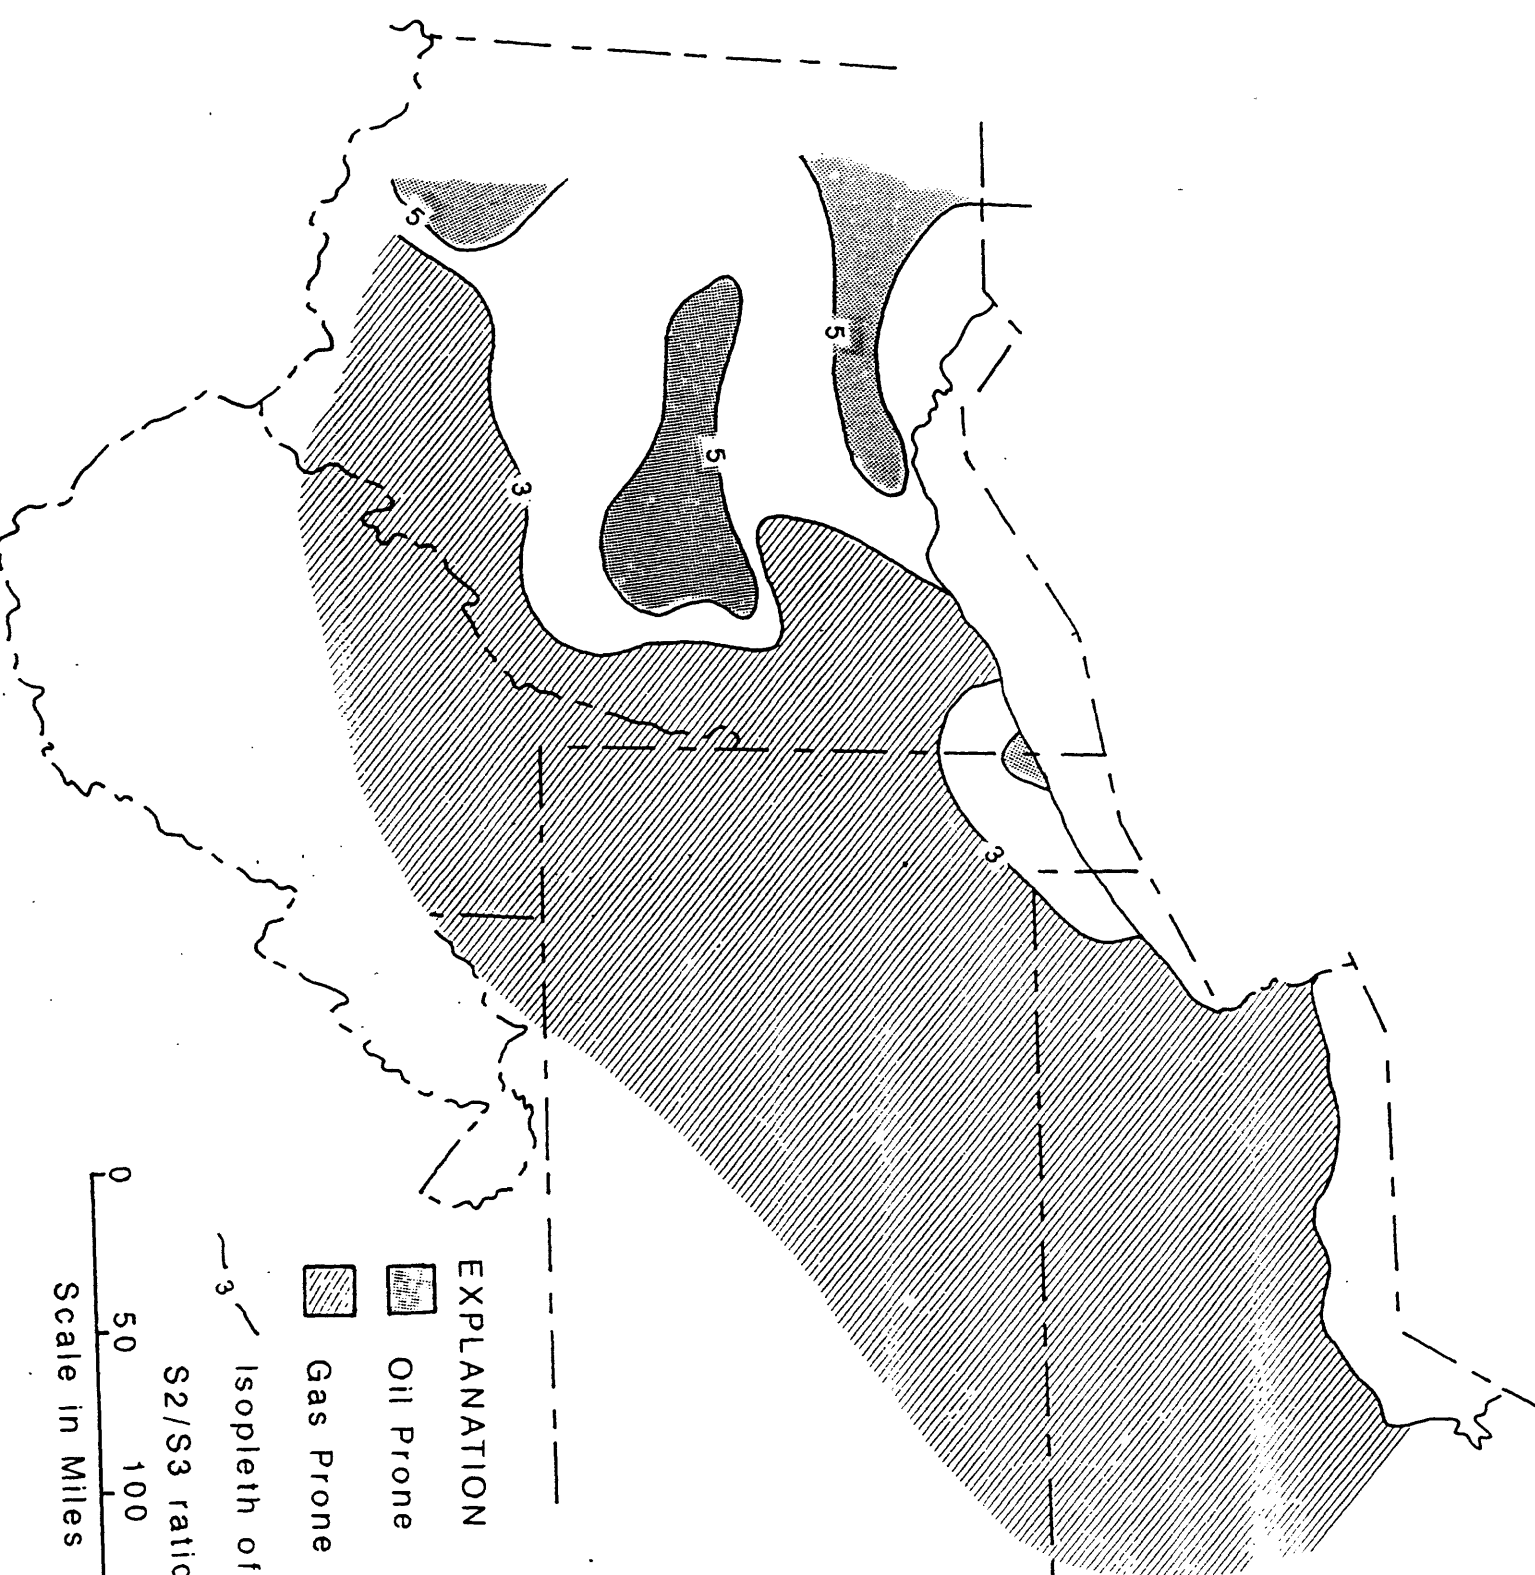 5
5
5
3
3
EXPLANATION
Oil Prone
Gas Prone
3 Isopleth of
S2/S3 ratio
0 50 100
Scale in Miles